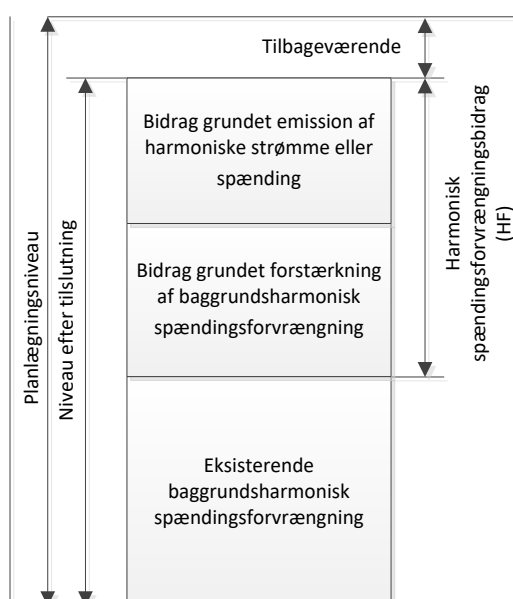 Tilbageværende
Bidrag grundet emission af
harmoniske strømme eller
spænding
Bidrag grundet forstærkning
af baggrundsharmonisk
spændingsforvrængning
Eksisterende
baggrundsharmonisk
spændingsforvrængning
Planlægningsniveau
Niveau efter tilslutning
Harmonisk
spændingsforvrængningsbidrag
(HF)